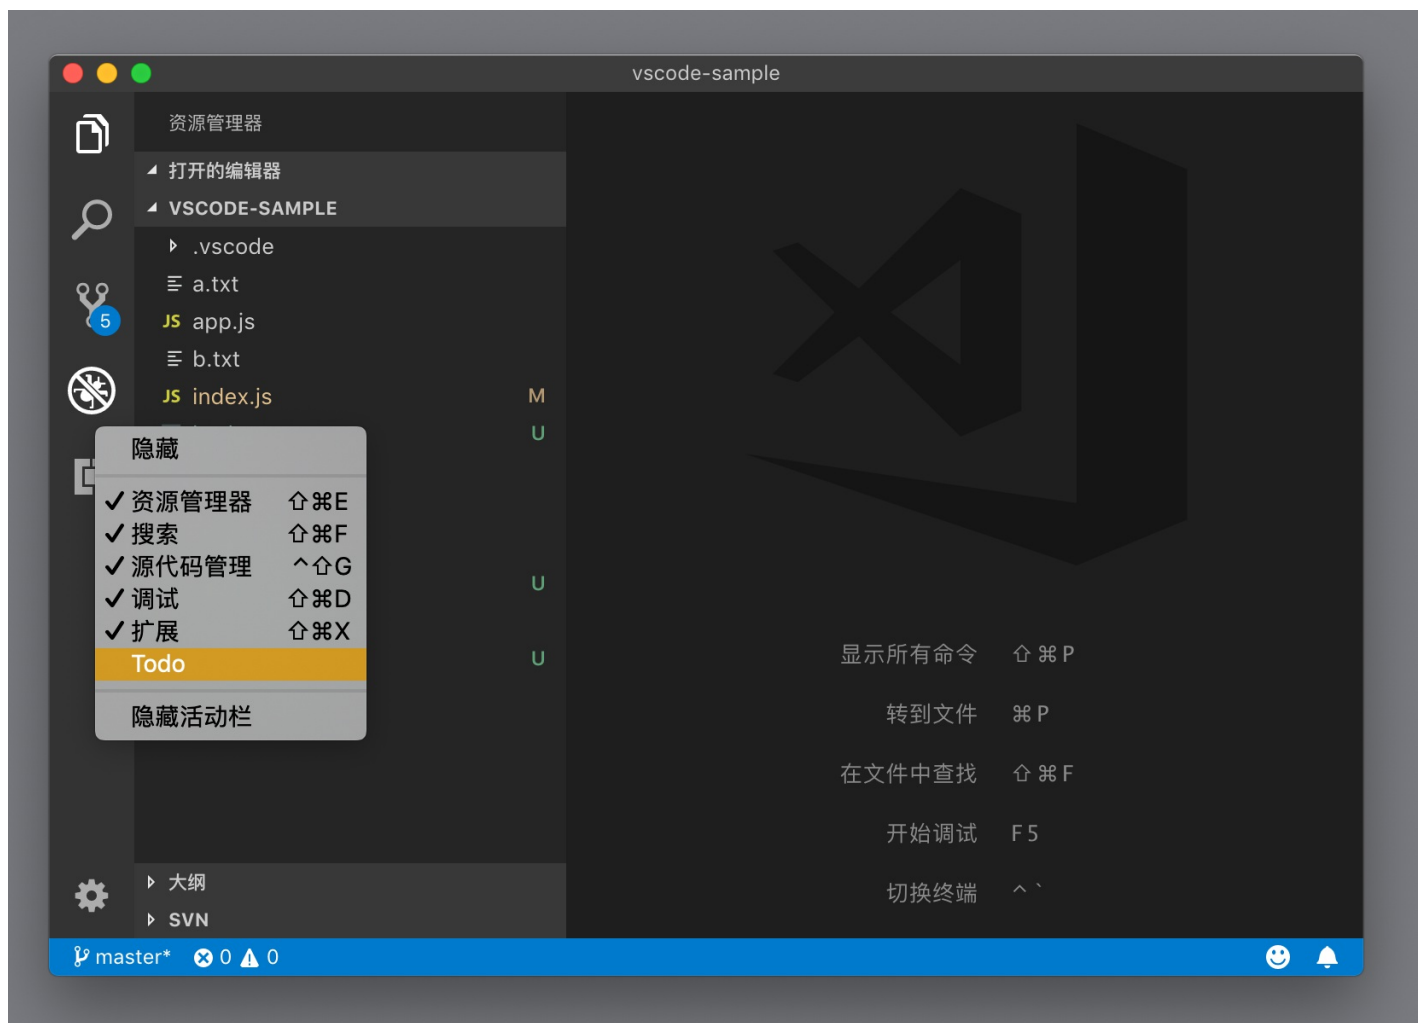 vscode-sample
资源管理器
打开的编辑器
VSCODE-SAMPLE
.vscode
a.txt
JS app.js
b.txt
JS index.js M
U
U
U
5
隐藏
资源管理器 ⇧⌘E
搜索 ⇧⌘F
源代码管理 ^⇧G
调试 ⇧⌘D
扩展 ⇧⌘X
Todo
隐藏活动栏
显示所有命令 ⇧⌘P
转到文件 ⌘P
在文件中查找 ⇧⌘F
开始调试 F5
切换终端 ^`
大纲
SVN
master* 0 0